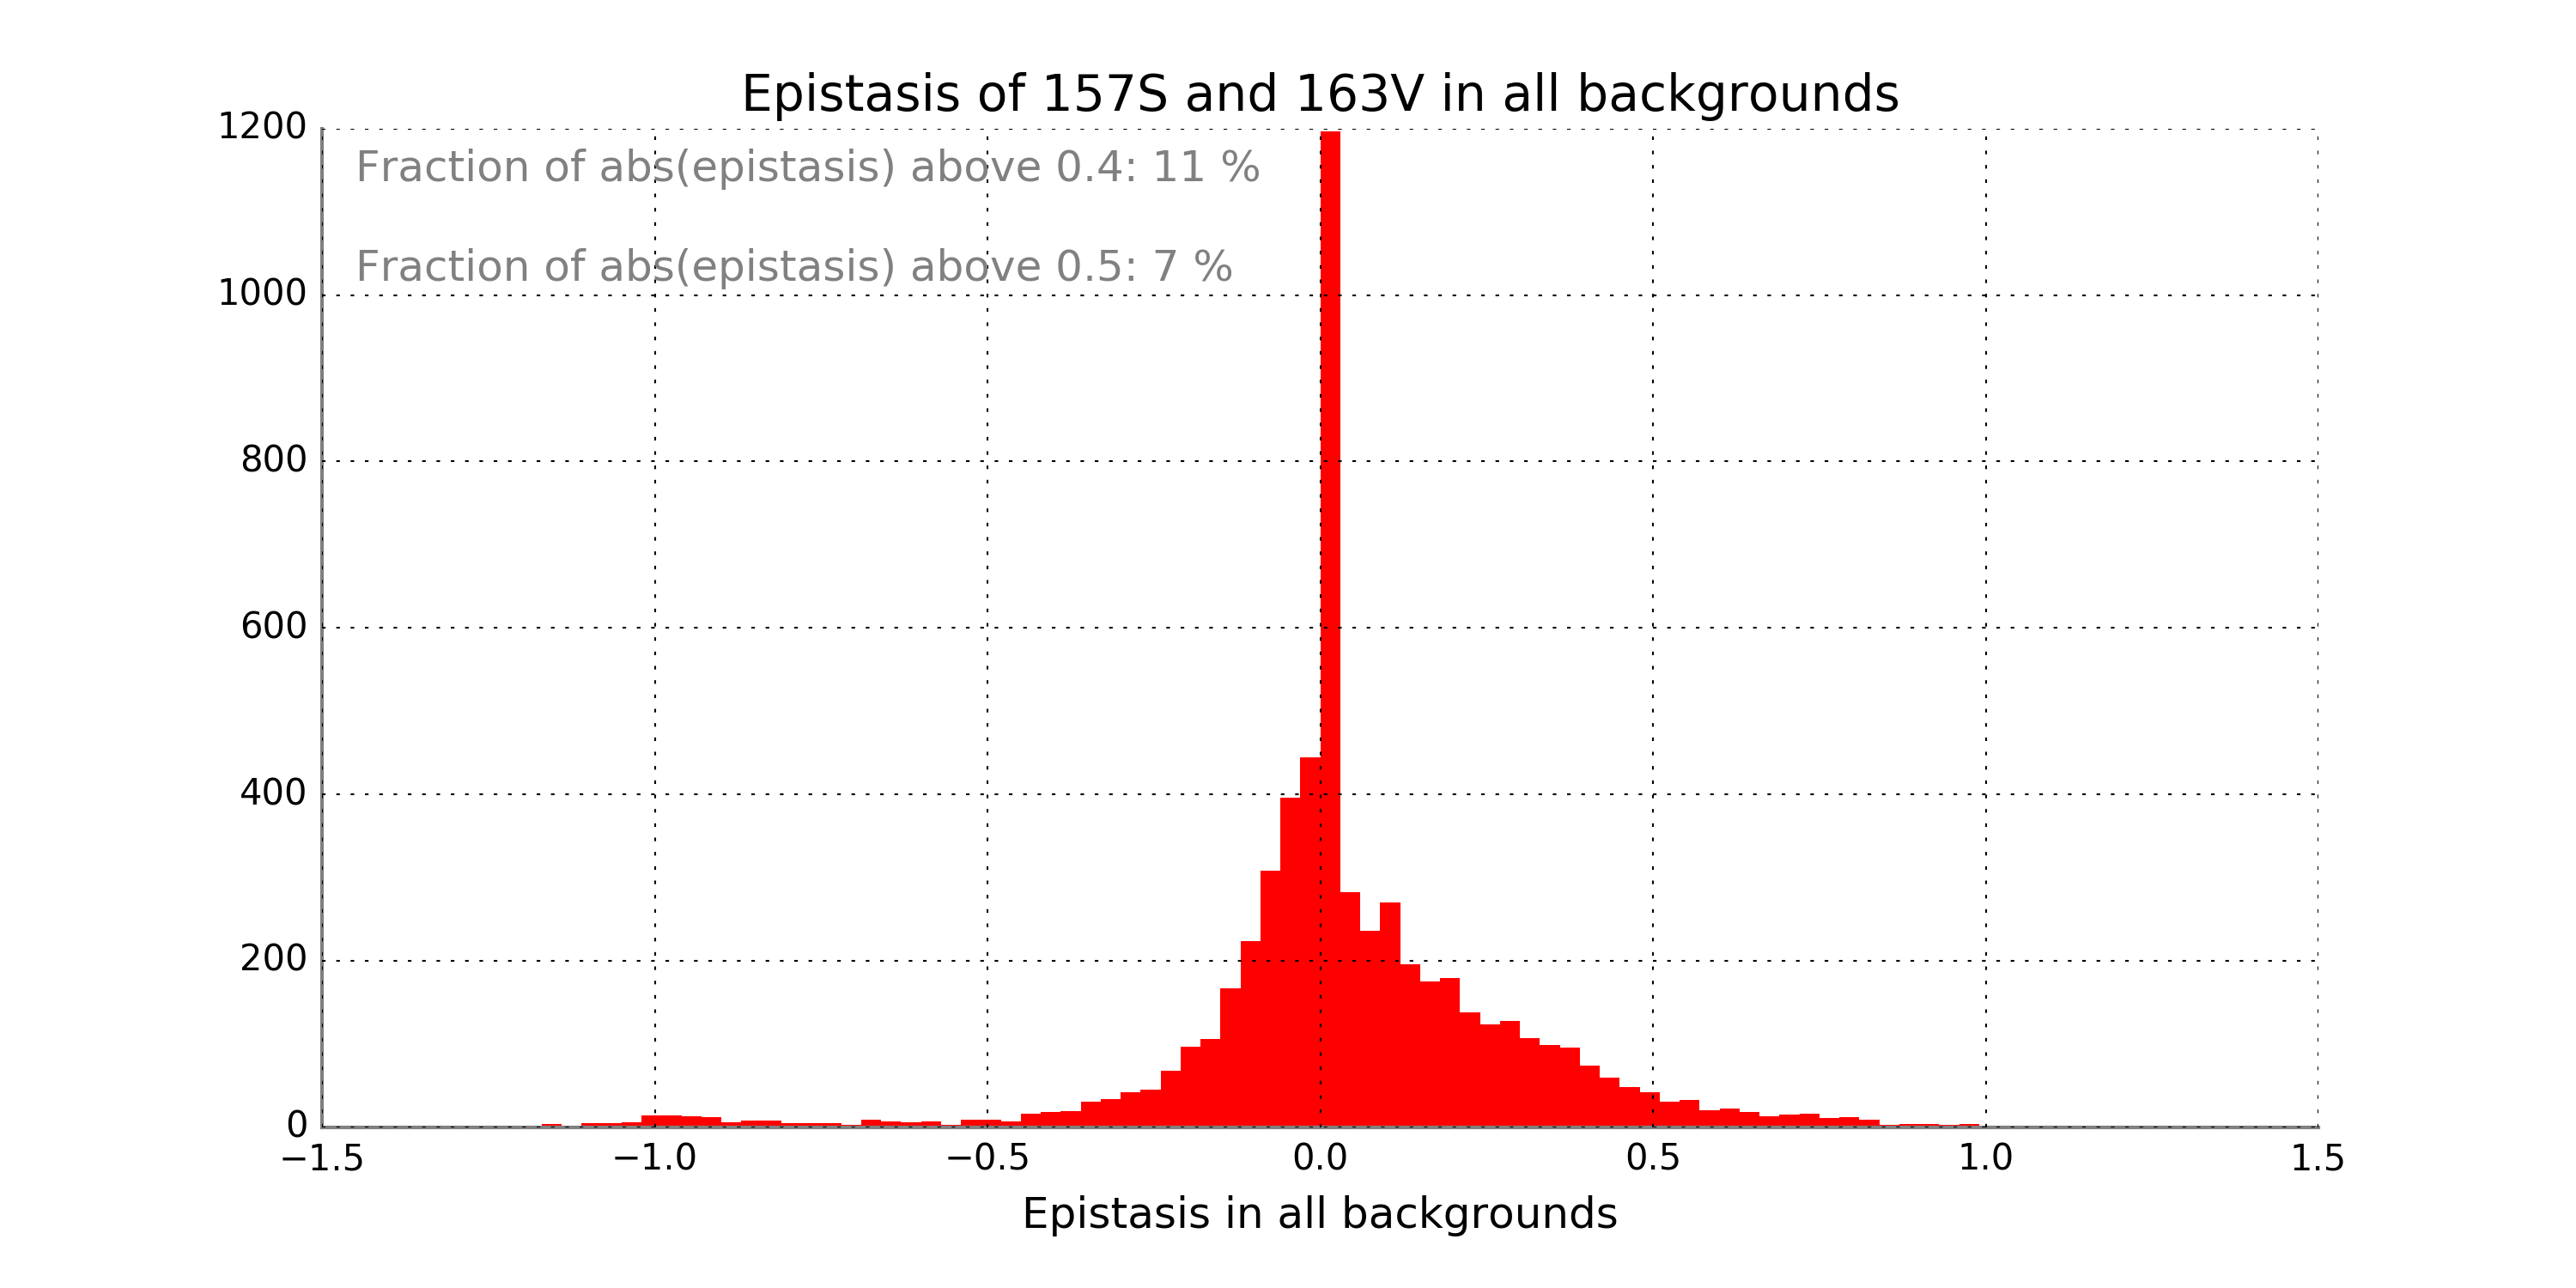 Epistasis of 157S and 163V in all backgrounds
1200
Fraction of abs(epistasis) above 0.4: 11 %
Fraction of abs(epistasis) above 0.5: 7 %
1000
800
600
400
200
0
−1.5 −1.0 −0.5 0.0 0.5 1.0 1.5
Epistasis in all backgrounds